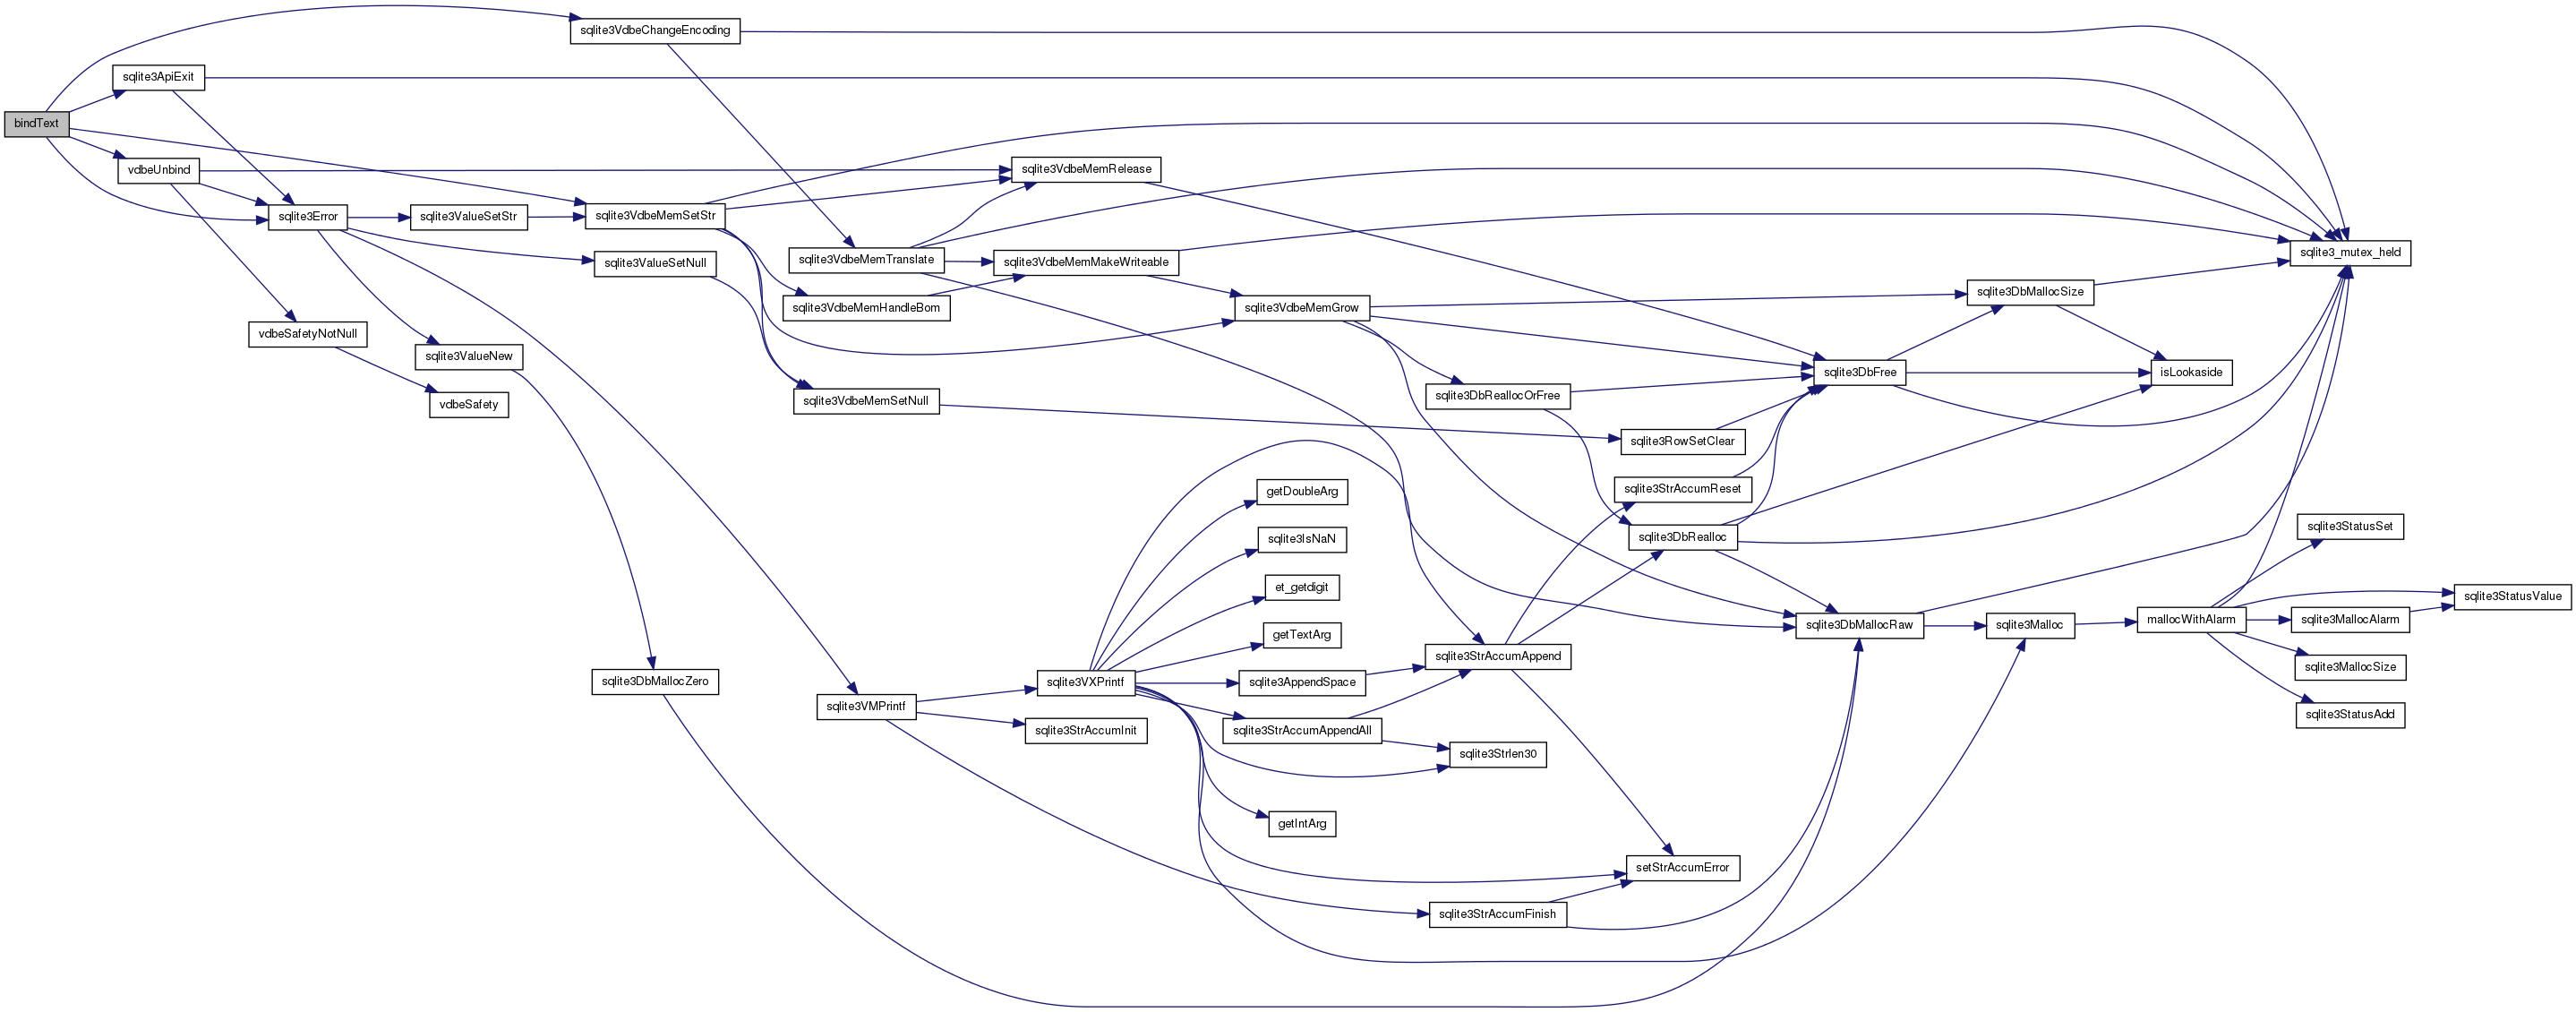 sqlite3VdbeChangeEncoding
sqlite3ApiExit
bindText
vdbeUnbind
sqlite3VdbeMemRelease
sqlite3Error
sqlite3ValueSetStr
sqlite3VdbeMemSetStr
sqlite3_mutex_held
sqlite3ValueSetNull
sqlite3VdbeMemTranslate
sqlite3VdbeMemMakeWriteable
sqlite3DbMallocSize
sqlite3VdbeMemHandleBom
sqlite3VdbeMemGrow
vdbeSafetyNotNull
sqlite3ValueNew
sqlite3DbFree
isLookaside
vdbeSafety
sqlite3VdbeMemSetNull
sqlite3DbReallocOrFree
sqlite3RowSetClear
getDoubleArg
sqlite3StrAccumReset
sqlite3IsNaN
sqlite3DbRealloc
sqlite3StatusSet
et_getdigit
sqlite3StatusValue
getTextArg
sqlite3DbMallocRaw
sqlite3Malloc
mallocWithAlarm
sqlite3MallocAlarm
sqlite3StrAccumAppend
sqlite3MallocSize
sqlite3DbMallocZero
sqlite3VXPrintf
sqlite3AppendSpace
sqlite3VMPrintf
sqlite3StatusAdd
sqlite3StrAccumInit
sqlite3StrAccumAppendAll
sqlite3Strlen30
getIntArg
setStrAccumError
sqlite3StrAccumFinish